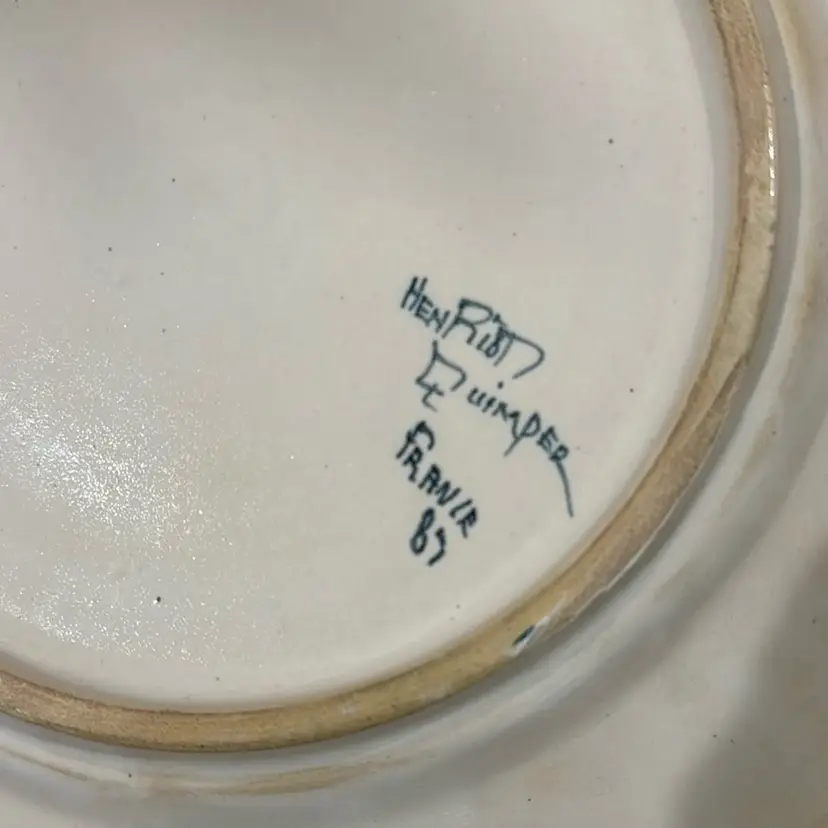 HENRIOT
QUIMPER
FRANCE
87